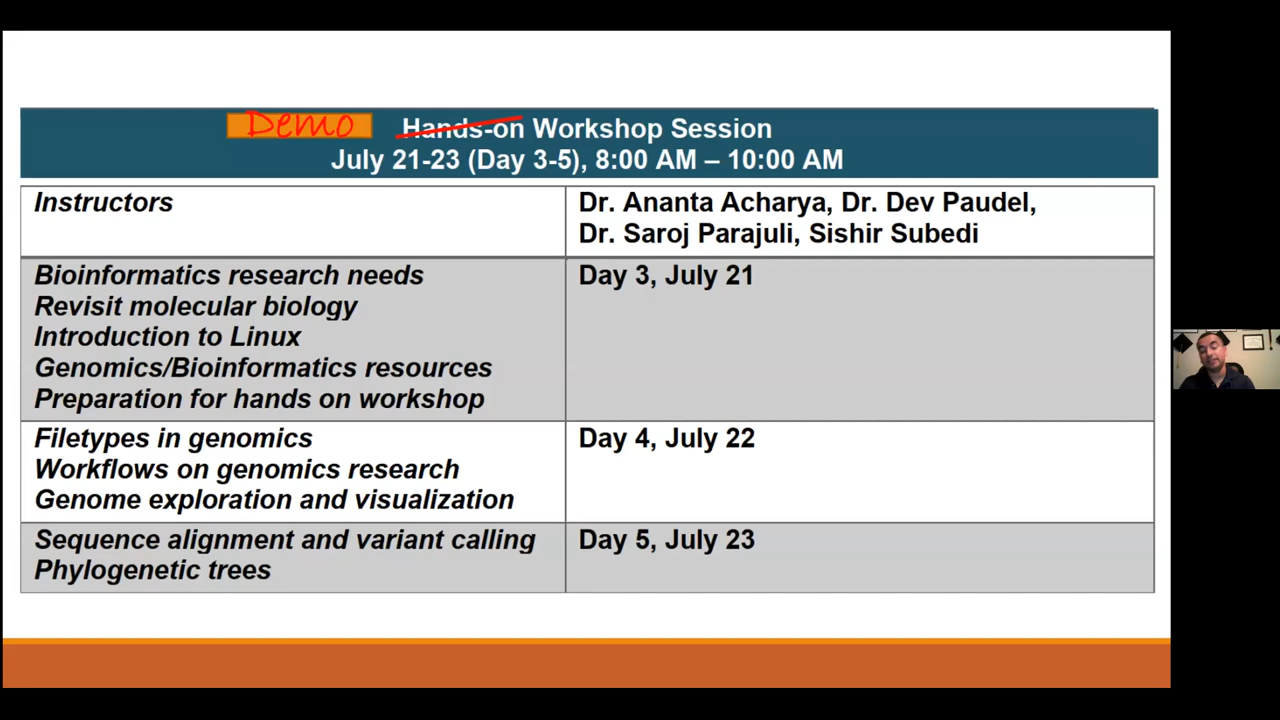 Demo Hands-on Workshop Session
July 21-23 (Day 3-5), 8:00 AM – 10:00 AM
Instructors
Dr. Ananta Acharya, Dr. Dev Paudel,
Dr. Saroj Parajuli, Sishir Subedi
Bioinformatics research needs
Revisit molecular biology
Introduction to Linux
Genomics/Bioinformatics resources
Preparation for hands on workshop
Day 3, July 21
Filetypes in genomics
Workflows on genomics research
Genome exploration and visualization
Day 4, July 22
Sequence alignment and variant calling
Phylogenetic trees
Day 5, July 23